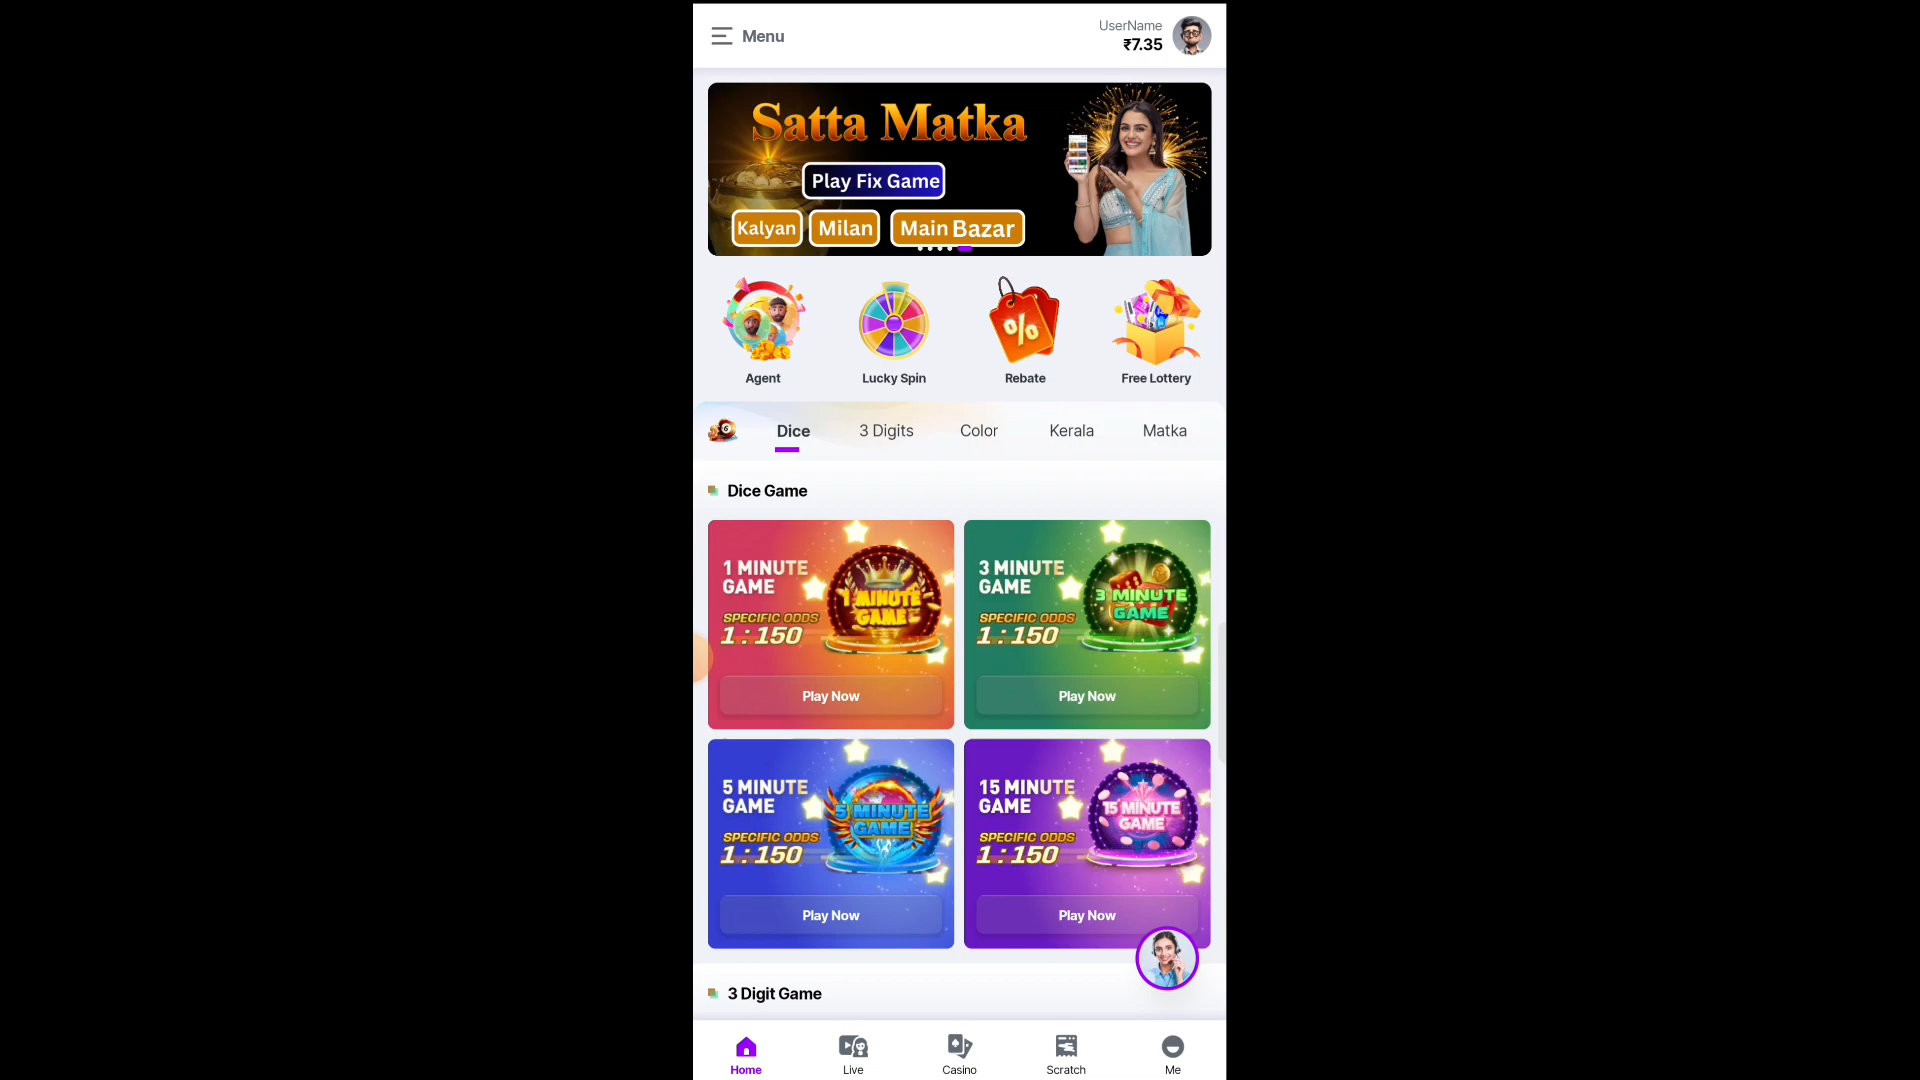 Menu
UserName
₹7.35
Satta Matka
Play Fix Game
Kalyan Milan Main Bazar
Agent Lucky Spin Rebate Free Lottery
Dice 3 Digits Color Kerala Matka
Dice Game
1 MINUTE
GAME
SPECIFIC ODDS
1 : 150
1 MINUTE
GAME
Play Now
3 MINUTE
GAME
SPECIFIC ODDS
1 : 150
3 MINUTE
GAME
Play Now
5 MINUTE
GAME
SPECIFIC ODDS
1 : 150
5 MINUTE
GAME
Play Now
15 MINUTE
GAME
SPECIFIC ODDS
1 : 150
15 MINUTE
GAME
Play Now
3 Digit Game
Home Live Casino Scratch Me